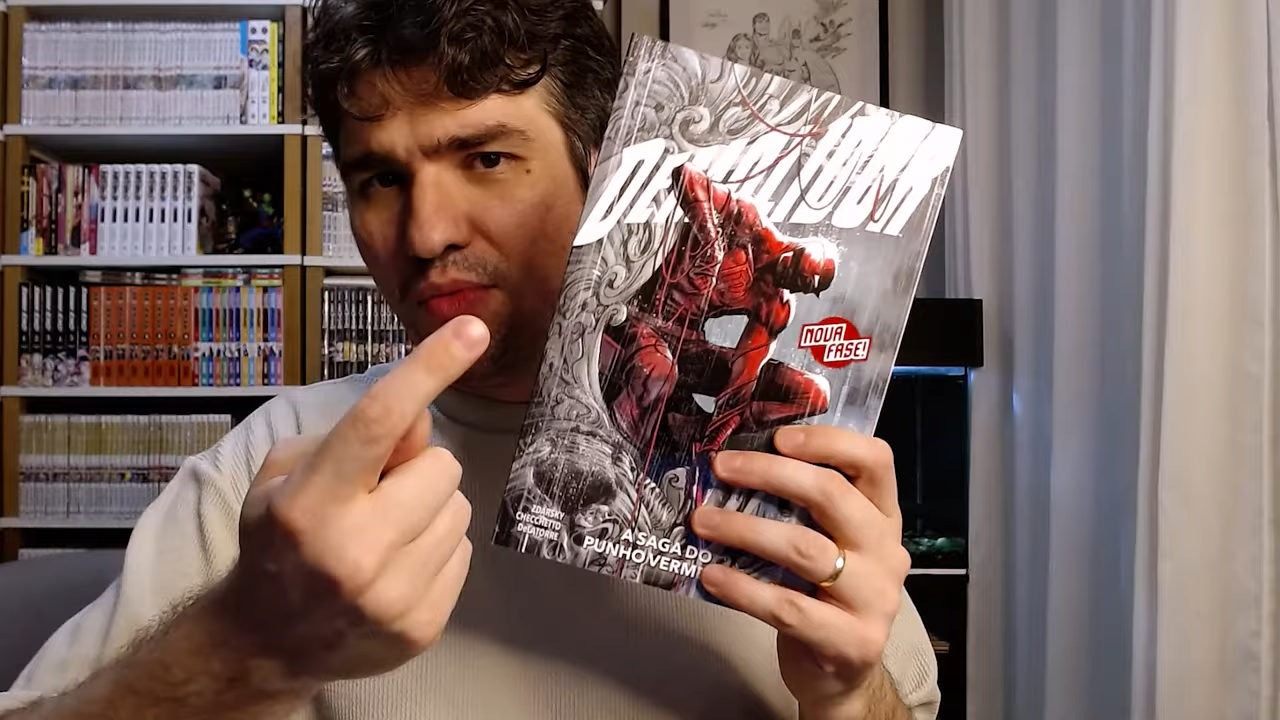 DEMOLIDOR
NOVA
FASE!
ZDARSKY
CHECCHETTO
DeLATORRE
A SAGA DO
PUNHO VERM